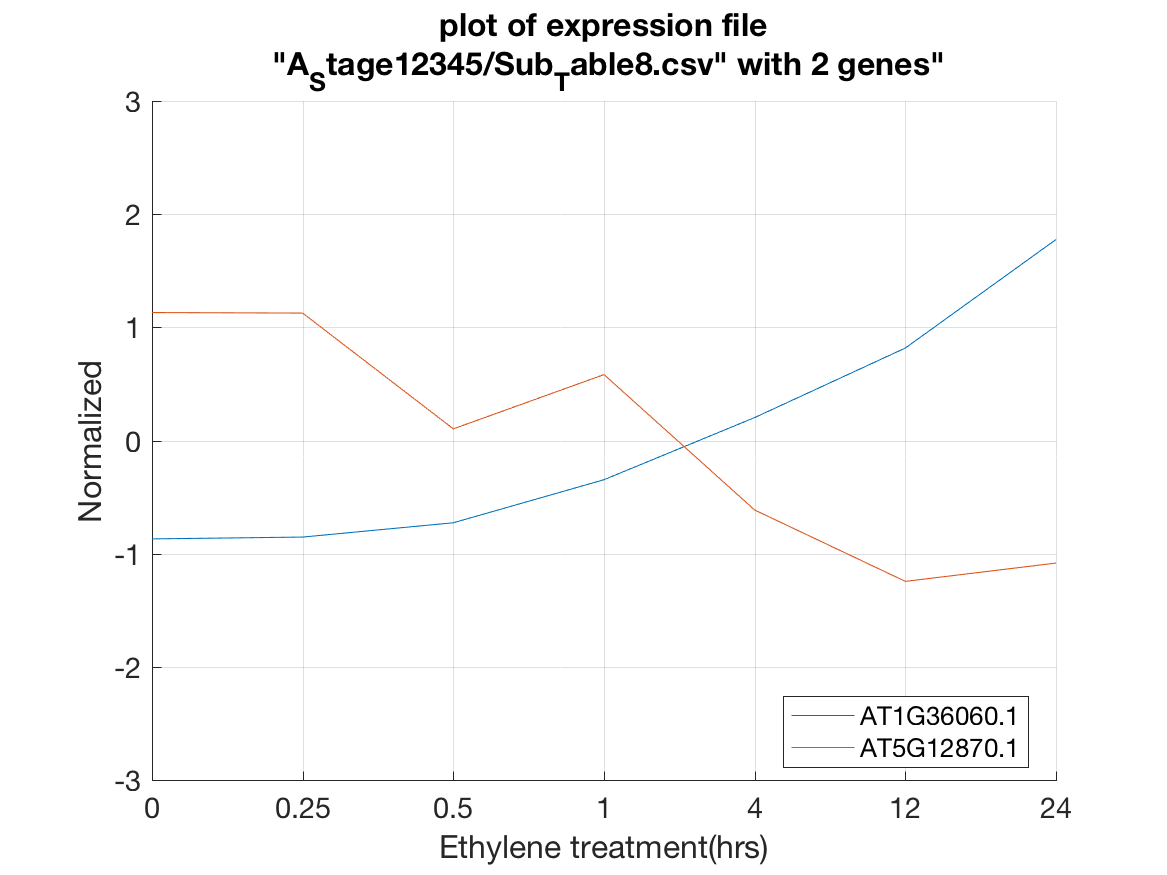 plot of expression file
"A_Stage12345/Sub_Table8.csv" with 2 genes"
3
2
1
0
-1
-2
-3
Normalized
AT1G36060.1
AT5G12870.1
0 0.25 0.5 1 4 12 24
Ethylene treatment(hrs)